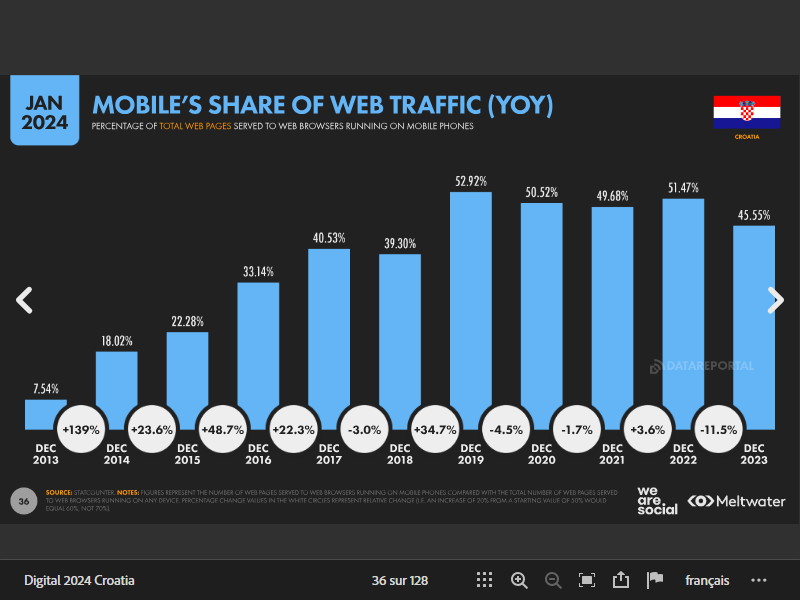 JAN
2024
MOBILE'S SHARE OF WEB TRAFFIC (YOY)
PERCENTAGE OF TOTAL WEB PAGES SERVED TO WEB BROWSERS RUNNING ON MOBILE PHONES
CROATIA
7.54%
18.02%
22.28%
33.14%
40.53%
39.30%
52.92%
50.52%
49.68%
51.47%
45.55%
DATAREPORTAL
+139%
+23.6%
+48.7%
+22.3%
-3.0%
+34.7%
-4.5%
-1.7%
+3.6%
-11.5%
DEC
2013
DEC
2014
DEC
2015
DEC
2016
DEC
2017
DEC
2018
DEC
2019
DEC
2020
DEC
2021
DEC
2022
DEC
2023
36
SOURCE: STATCOUNTER. NOTES: FIGURES REPRESENT THE NUMBER OF WEB PAGES SERVED TO WEB BROWSERS RUNNING ON MOBILE PHONES COMPARED WITH THE TOTAL NUMBER OF WEB PAGES SERVED
TO WEB BROWSERS RUNNING ON ANY DEVICE. PERCENTAGE CHANGE VALUES IN THE WHITE CIRCLES REPRESENT RELATIVE CHANGE (I.E. AN INCREASE OF 20% FROM A STARTING VALUE OF 50% WOULD
EQUAL 60%, NOT 70%).
we
are.
social
Meltwater
Digital 2024 Croatia
36 sur 128
français